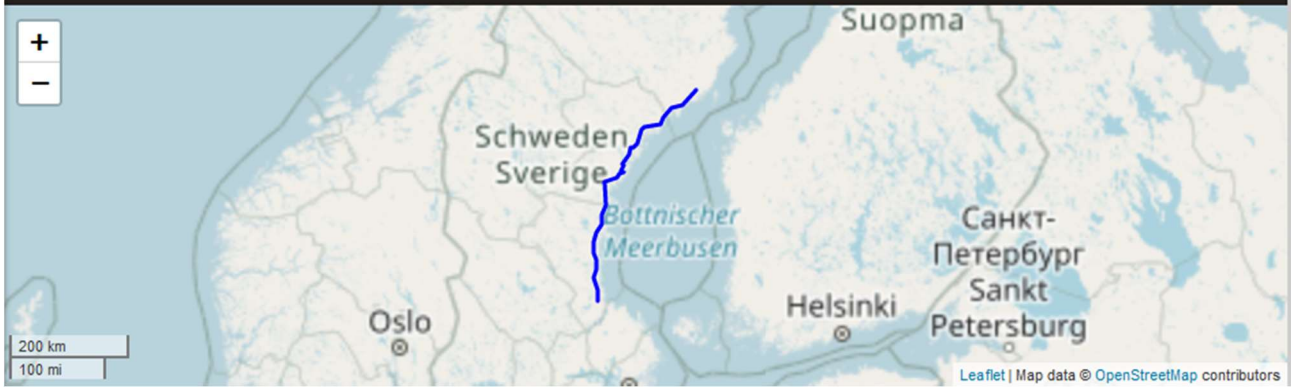 +
−
Suopma
Schweden
Sverige
Bottnischer
Meerbusen
Санкт-
Петербург
Sankt
Petersburg
Helsinki
Oslo
200 km
100 mi
Leaflet | Map data © OpenStreetMap contributors